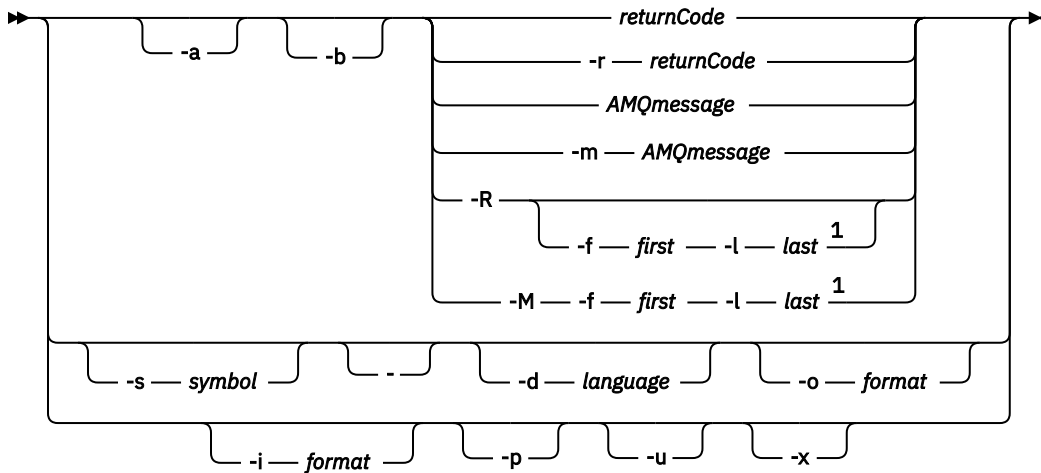 returnCode
-a -b
-r returnCode
AMQmessage
-m AMQmessage
-R
-f first -l last 1
-M -f first -l last 1
-s symbol - -d language -o format
-i format -p -u -x